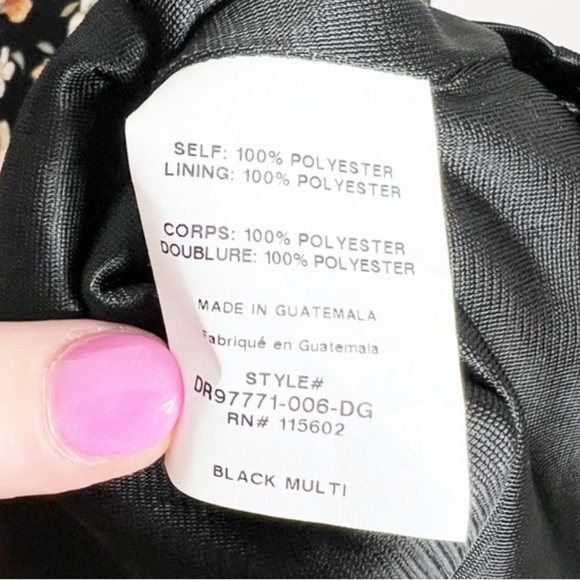 SELF: 100% POLYESTER
LINING: 100% POLYESTER
CORPS: 100% POLYESTER
DOUBLURE: 100% POLYESTER
MADE IN GUATEMALA
Fabriqué en Guatemala
STYLE#
DR97771-006-DG
RN# 115602
BLACK MULTI